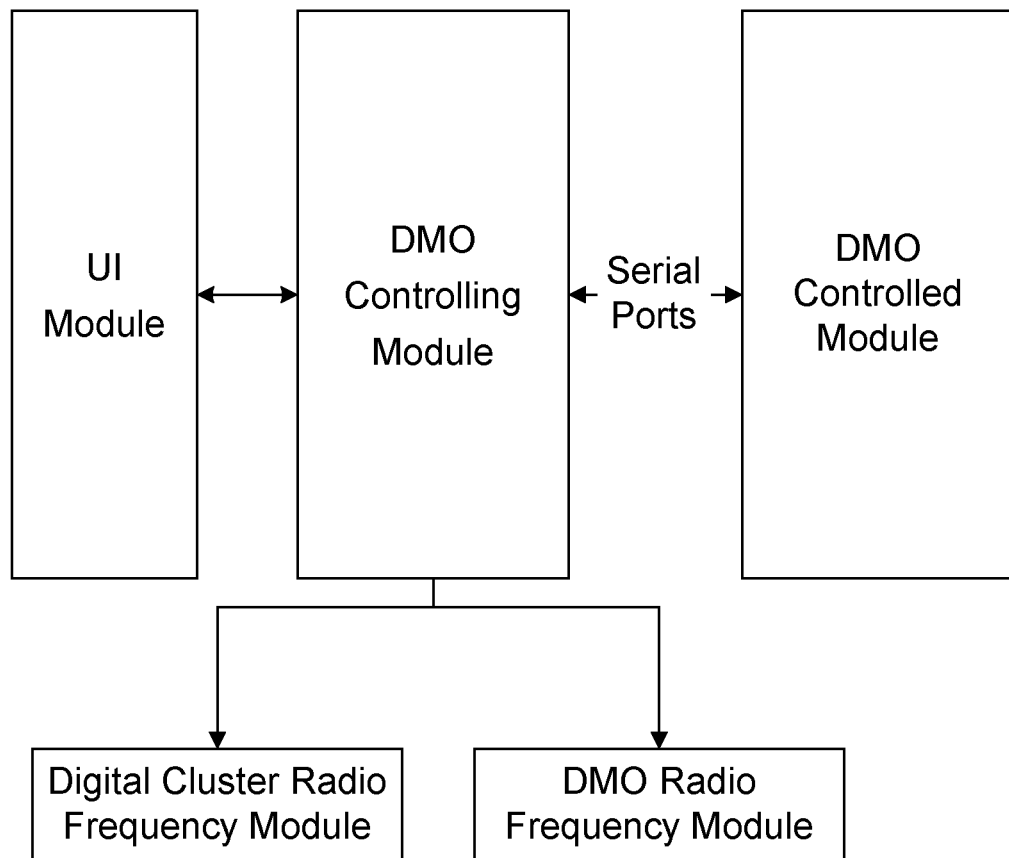 UI
Module
DMO
Controlling
Module
Serial
Ports
DMO
Controlled
Module
Digital Cluster Radio
Frequency Module
DMO Radio
Frequency Module